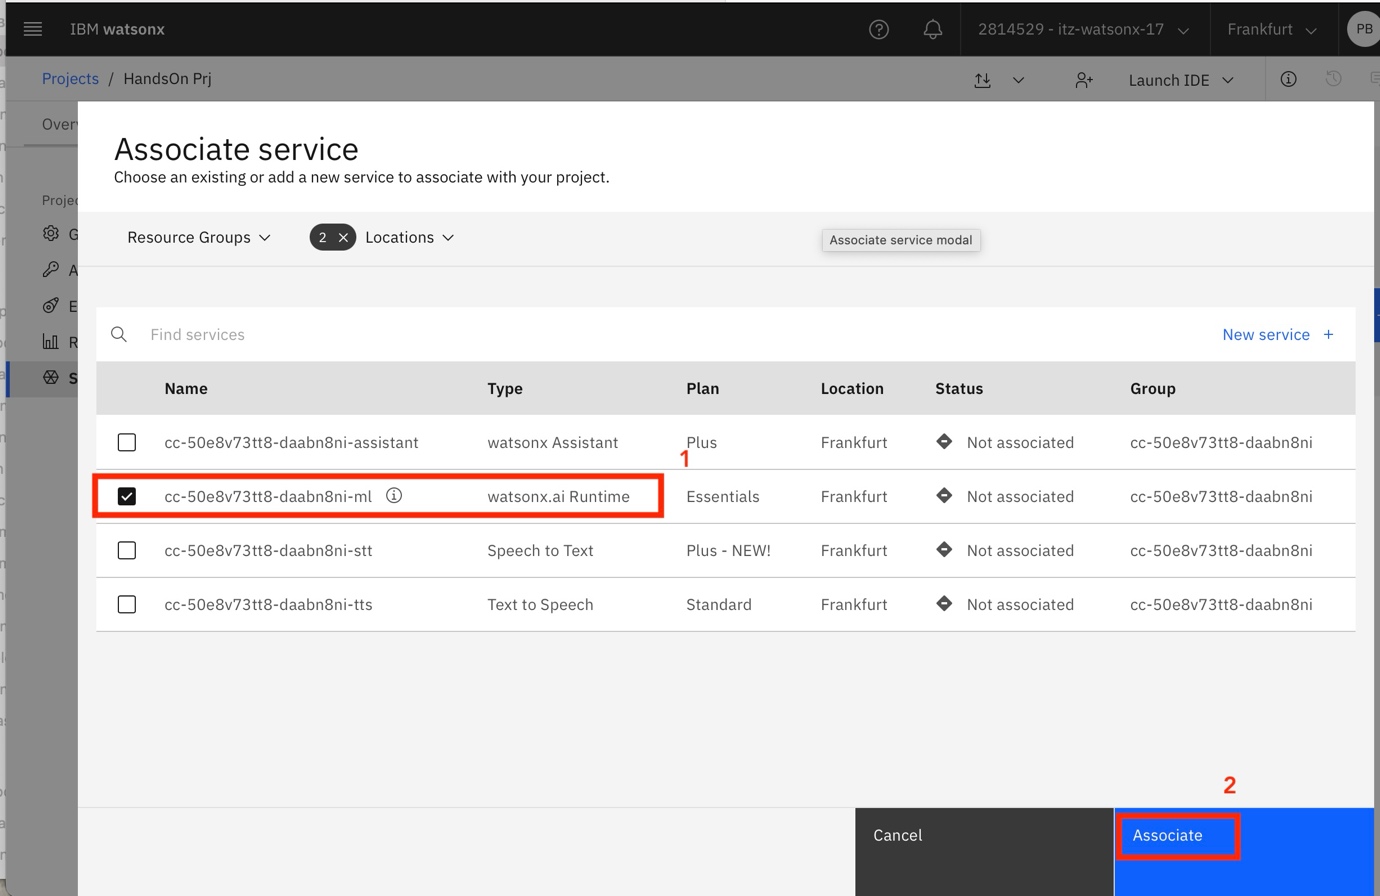 IBM watsonx
2814529 - itz-watsonx-17
Frankfurt
PB
Projects / HandsOn Prj
Launch IDE
Associate service
Choose an existing or add a new service to associate with your project.
Resource Groups
2 × Locations
Associate service modal
Find services
New service +
Name Type Plan Location Status Group
cc-50e8v73tt8-daabn8ni-assistant watsonx Assistant Plus Frankfurt Not associated cc-50e8v73tt8-daabn8ni
1
cc-50e8v73tt8-daabn8ni-ml watsonx.ai Runtime Essentials Frankfurt Not associated cc-50e8v73tt8-daabn8ni
cc-50e8v73tt8-daabn8ni-stt Speech to Text Plus - NEW! Frankfurt Not associated cc-50e8v73tt8-daabn8ni
cc-50e8v73tt8-daabn8ni-tts Text to Speech Standard Frankfurt Not associated cc-50e8v73tt8-daabn8ni
2
Cancel
Associate